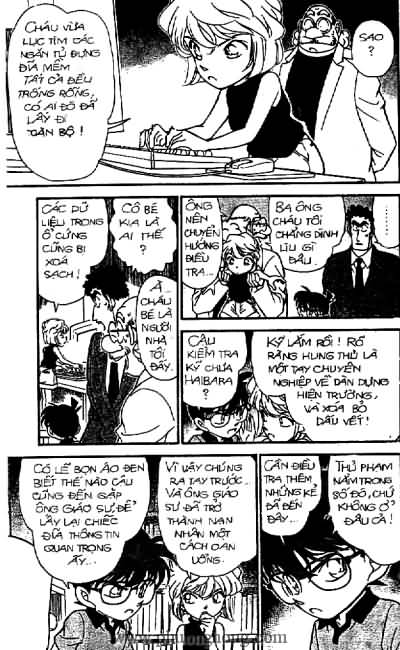 CHÁU VỪA
LỤC TÌM CÁC
NGĂN TỦ ĐỰNG
ĐĨA MỀM
TẤT CẢ ĐỀU
TRỐNG RỖNG,
CÓ AI ĐÓ ĐÃ
LẤY ĐI
TOÀN BỘ!
SAO
?
CÁC DỮ
LIỆU TRONG
Ổ CỨNG
CŨNG BỊ
XOÁ
SẠCH!
CÔ BÉ
KIA LÀ
AI THẾ
?
À...
CHÁU
BÉ LÀ
NGƯỜI
NHÀ
TÔI
ĐẤY.
ÔNG
NÊN
CHUYỂN
HƯỚNG
ĐIỀU
TRA...
BA ÔNG
CHÁU TÔI
CHẲNG DÍNH
LÍU GÌ
ĐÂU.
......
CẬU
KIỂM TRA
KỸ CHƯA
HAIBARA
?
KỸ LẮM RỒI! RÕ
RÀNG HUNG THỦ LÀ
MỘT TAY CHUYÊN
NGHIỆP VỀ DÀN DỰNG
HIỆN TRƯỜNG,
VÀ XOÁ BỎ
DẤU VẾT!
CÓ LẼ BỌN ÁO ĐEN
BIẾT THẾ NÀO CẬU
CŨNG ĐẾN GẶP
ÔNG GIÁO SƯ ĐỂ
LẤY LẠI CHIẾC
ĐĨA THÔNG TIN
QUAN TRỌNG
ẤY...
VÌ VẬY CHÚNG
RA TAY TRƯỚC...
VÀ ÔNG GIÁO
SƯ ĐÃ TRỞ
THÀNH NẠN
NHÂN MỘT
CÁCH OAN
UỔNG.
CẦN ĐIỀU
TRA THÊM
NHỮNG KẺ
ĐÃ ĐẾN
ĐÂY...
THỦ PHẠM
NẰM TRONG
SỐ ĐÓ, CHỨ
KHÔNG Ở
ĐÂU CẢ!